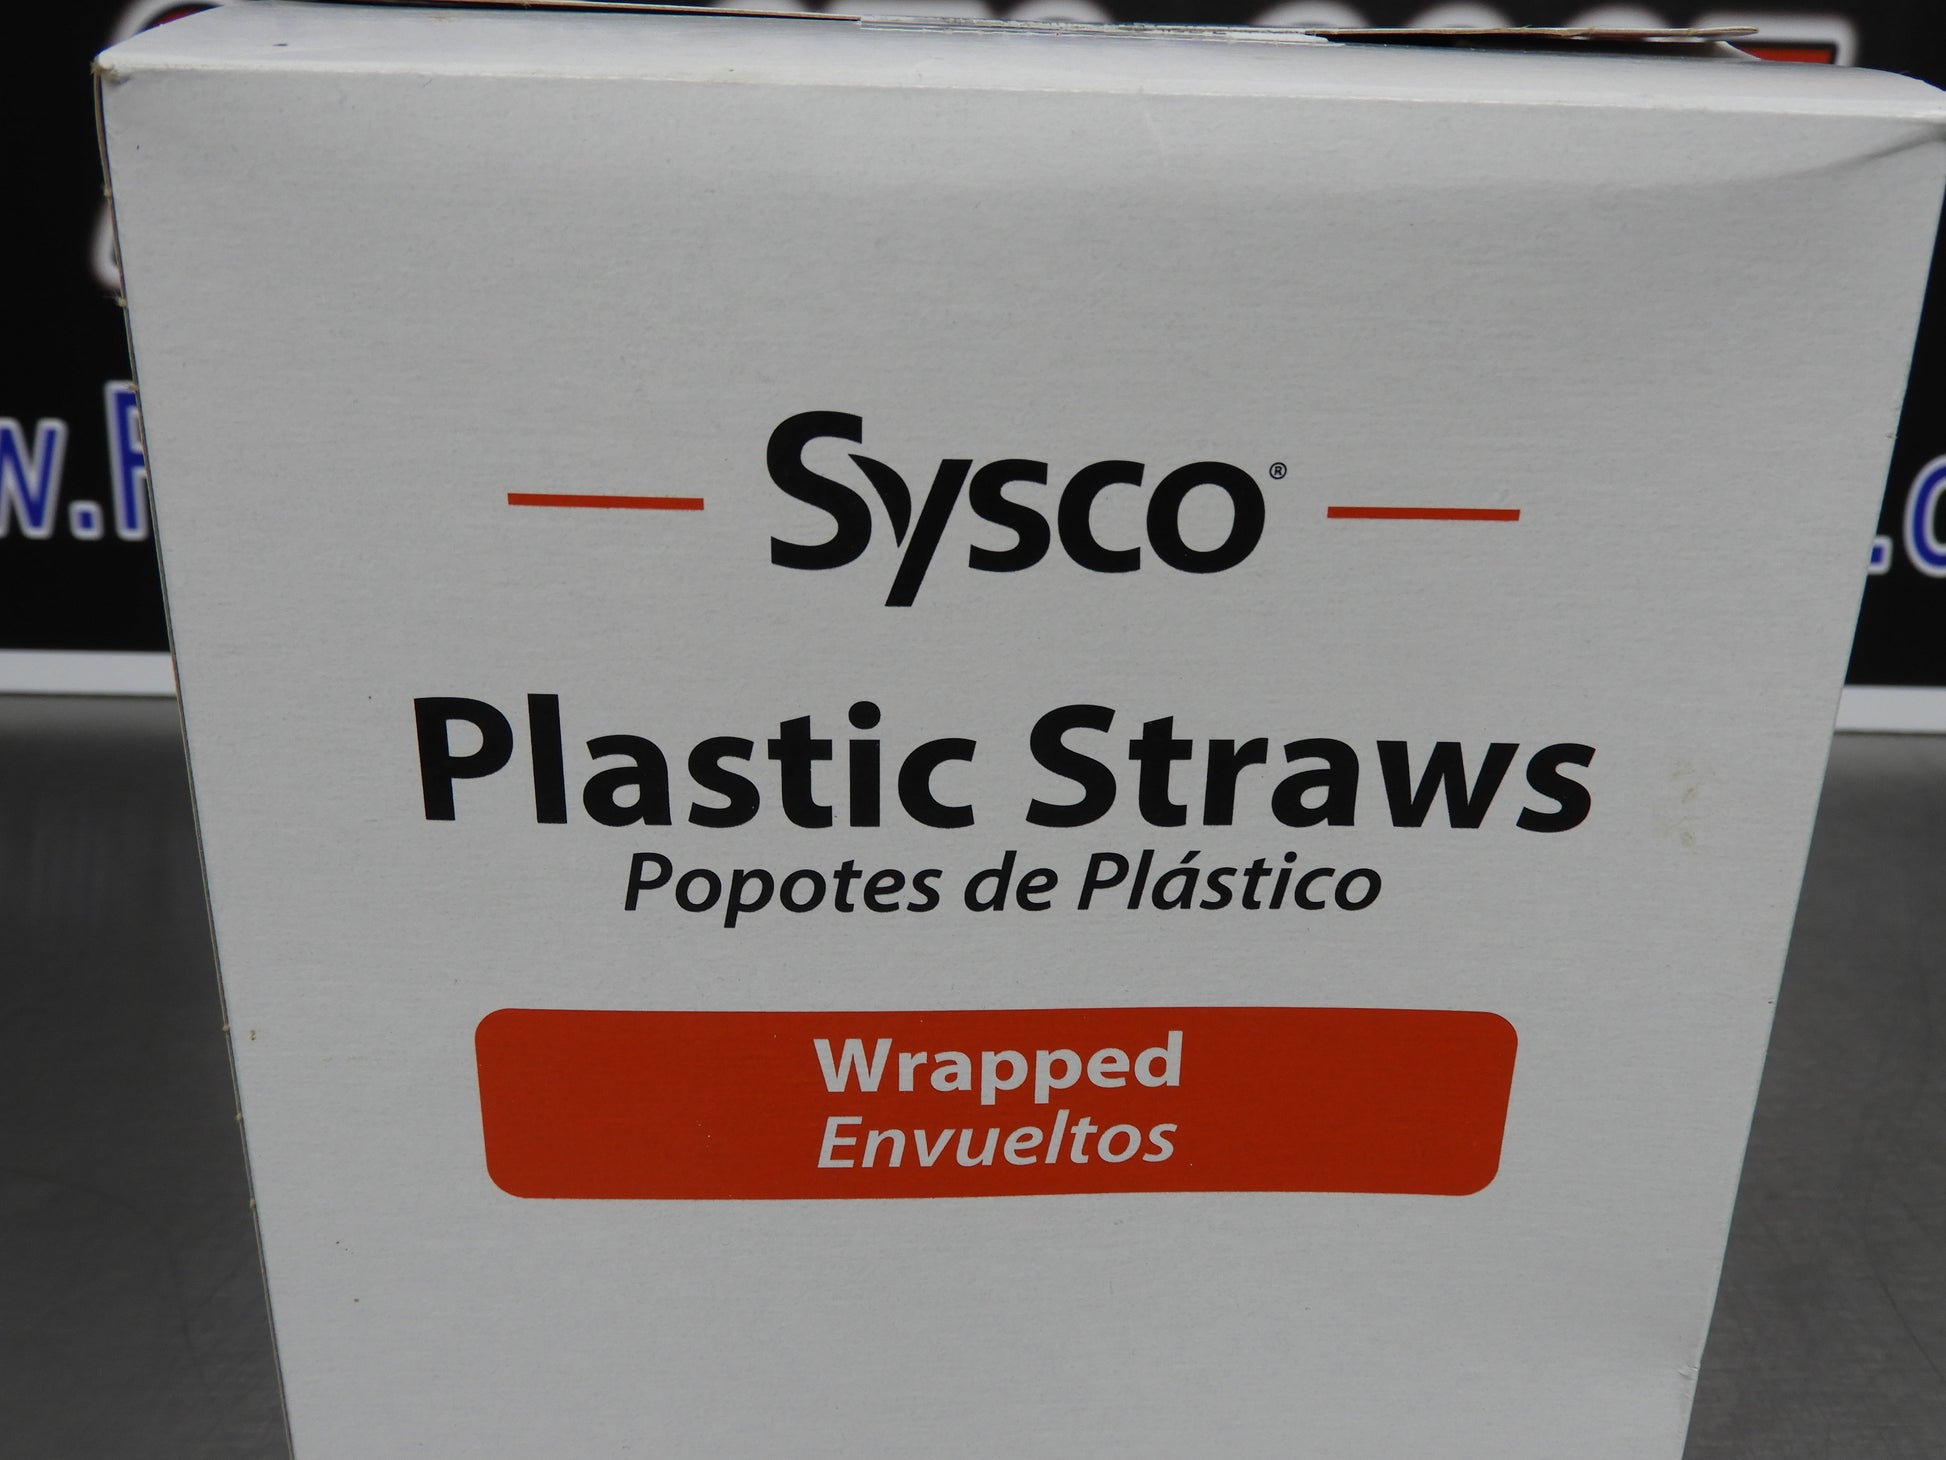 Sysco®
Plastic Straws
Popotes de Plástico
Wrapped
Envueltos